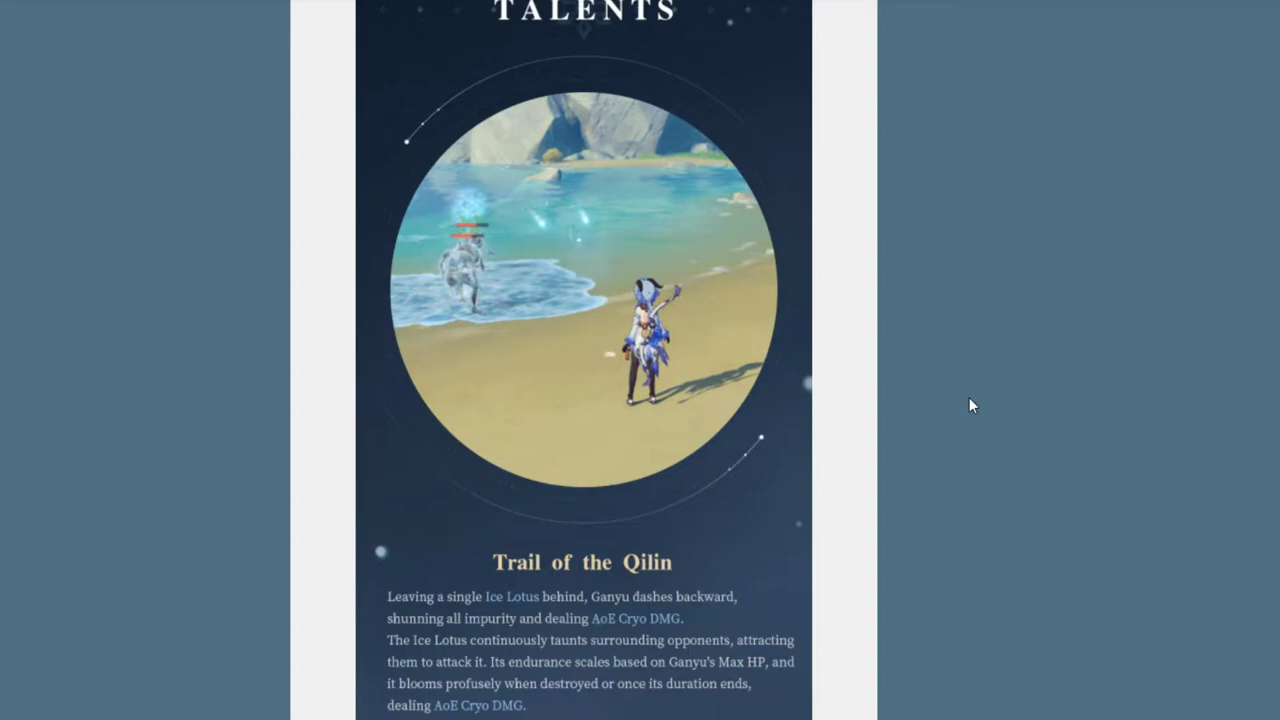 TALENTS
Trail of the Qilin
Leaving a single Ice Lotus behind, Ganyu dashes backward,
shunning all impurity and dealing AoE Cryo DMG.
The Ice Lotus continuously taunts surrounding opponents, attracting
them to attack it. Its endurance scales based on Ganyu's Max HP, and
it blooms profusely when destroyed or once its duration ends,
dealing AoE Cryo DMG.